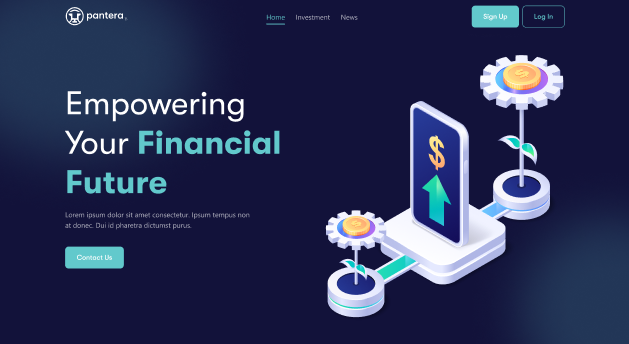 pantera
Home Investment News
Sign Up Log In
Empowering
Your Financial
Future
Lorem ipsum dolor sit amet consectetur. Ipsum tempus non
at donec. Dui id pharetra dictumst purus.
Contact Us
$